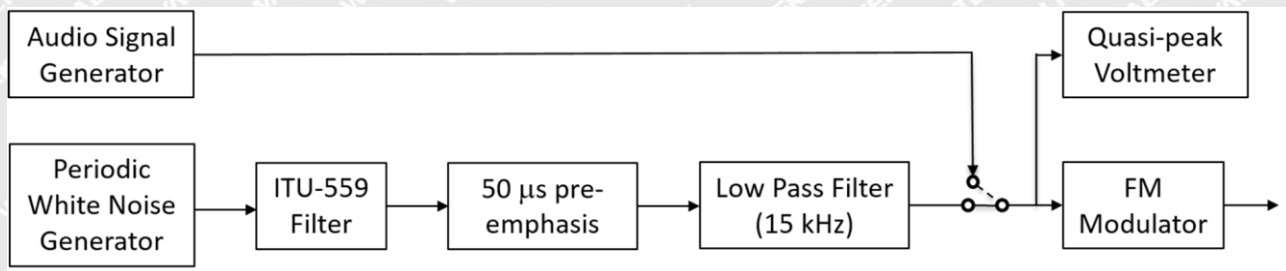 Audio Signal
Generator
Quasi-peak
Voltmeter
Periodic
White Noise
Generator
ITU-559
Filter
50 μs pre-
emphasis
Low Pass Filter
(15 kHz)
FM
Modulator